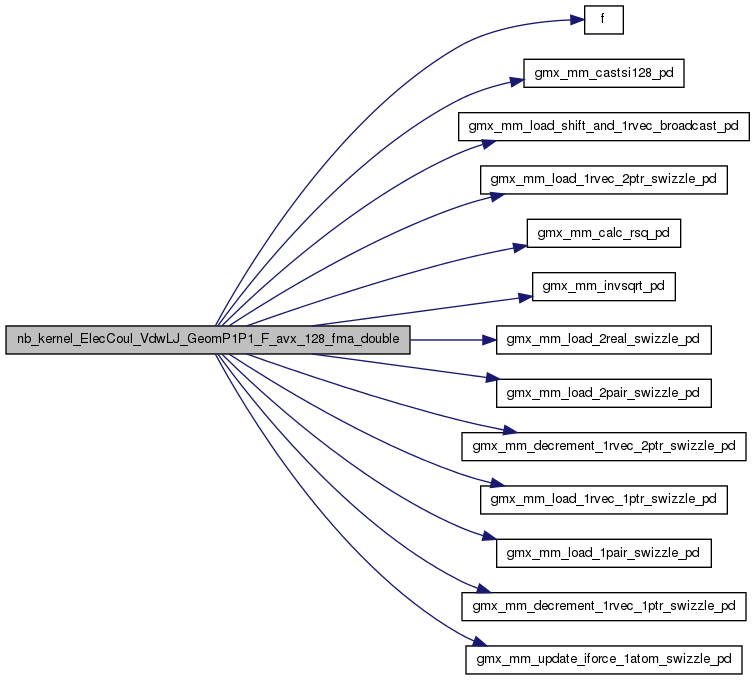 f
gmx_mm_castsi128_pd
gmx_mm_load_shift_and_1rvec_broadcast_pd
gmx_mm_load_1rvec_2ptr_swizzle_pd
gmx_mm_calc_rsq_pd
gmx_mm_invsqrt_pd
nb_kernel_ElecCoul_VdwLJ_GeomP1P1_F_avx_128_fma_double
gmx_mm_load_2real_swizzle_pd
gmx_mm_load_2pair_swizzle_pd
gmx_mm_decrement_1rvec_2ptr_swizzle_pd
gmx_mm_load_1rvec_1ptr_swizzle_pd
gmx_mm_load_1pair_swizzle_pd
gmx_mm_decrement_1rvec_1ptr_swizzle_pd
gmx_mm_update_iforce_1atom_swizzle_pd